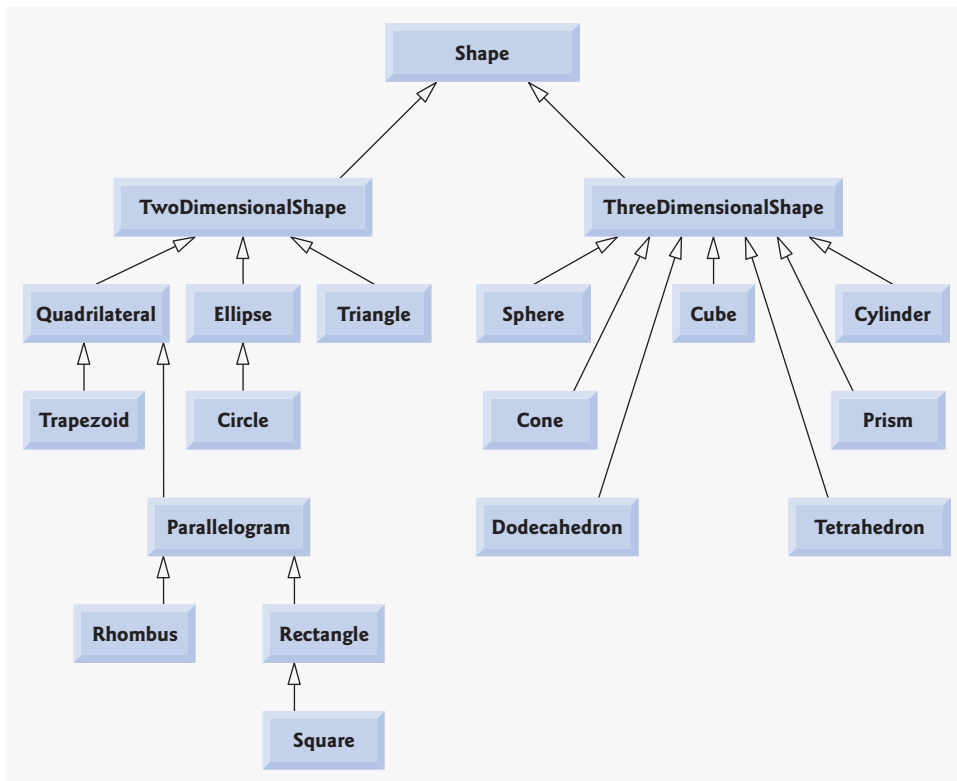 Shape
TwoDimensionalShape
ThreeDimensionalShape
Quadrilateral
Ellipse
Triangle
Sphere
Cube
Cylinder
Trapezoid
Circle
Cone
Prism
Parallelogram
Dodecahedron
Tetrahedron
Rhombus
Rectangle
Square